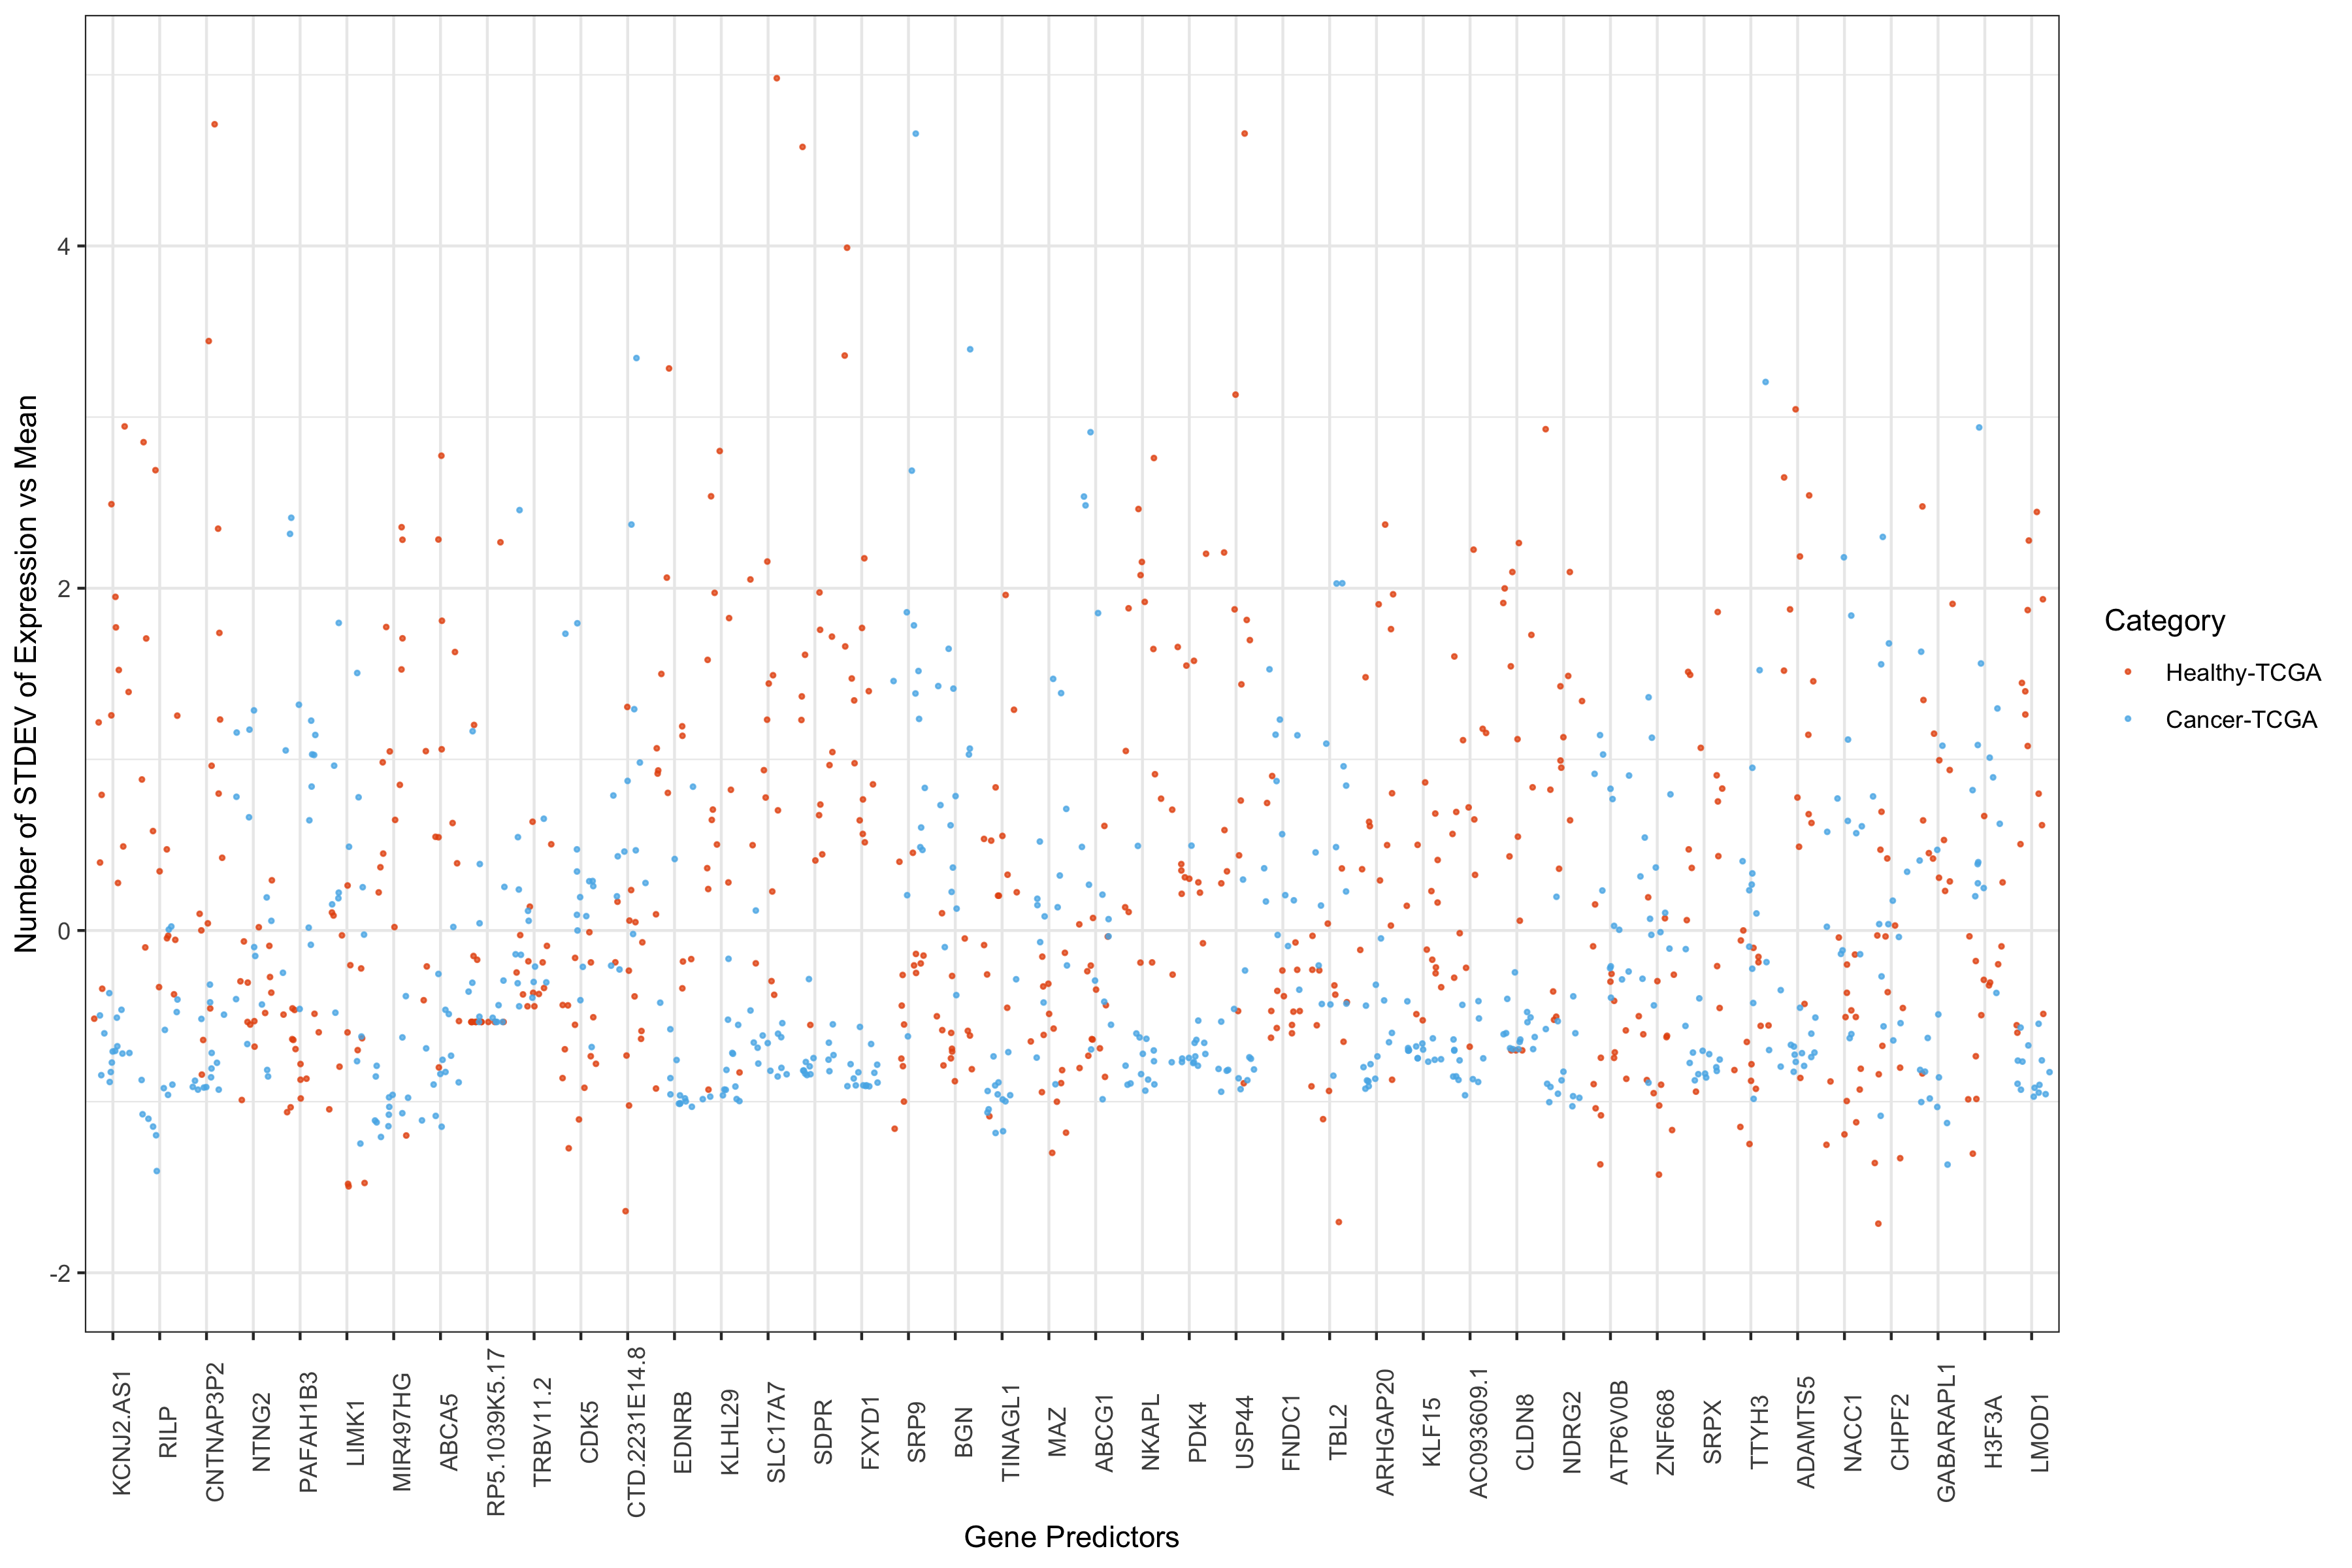 Number of STDEV of Expression vs Mean
4
2
0
-2
KCNJ2.AS1
RILP
CNTNAP3P2
NTNG2
PAFAH1B3
LIMK1
MIR497HG
ABCA5
RP5.1039K5.17
TRBV11.2
CDK5
CTD.2231E14.8
EDNRB
KLHL29
SLC17A7
SDPR
FXYD1
SRP9
BGN
TINAGL1
MAZ
ABCG1
NKAPL
PDK4
USP44
FNDC1
TBL2
ARHGAP20
KLF15
AC093609.1
CLDN8
NDRG2
ATP6V0B
ZNF668
SRPX
TTYH3
ADAMTS5
NACC1
CHPF2
GABARAPL1
H3F3A
LMOD1
Gene Predictors
Category
Healthy-TCGA
Cancer-TCGA